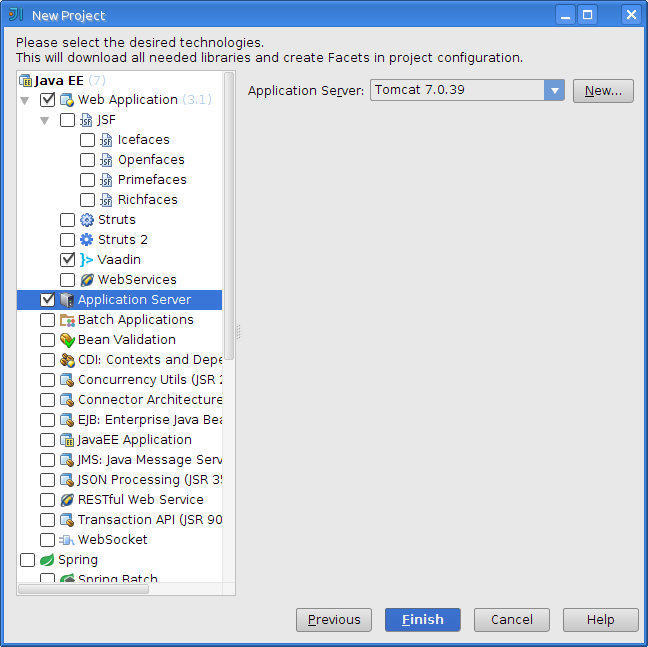 New Project
Please select the desired technologies.
This will download all needed libraries and create Facets in project configuration.
Java EE (7)
Web Application (3.1)
JSF
Icefaces
Openfaces
Primefaces
Richfaces
Struts
Struts 2
Vaadin
WebServices
Application Server
Batch Applications
Bean Validation
CDI: Contexts and Depe
Concurrency Utils (JSR 2
Connector Architecture
EJB: Enterprise Java Bea
JavaEE Application
JMS: Java Message Serv
JSON Processing (JSR 35
RESTful Web Service
Transaction API (JSR 90
WebSocket
Spring
Spring Batch
Application Server: Tomcat 7.0.39 New...
Previous Finish Cancel Help